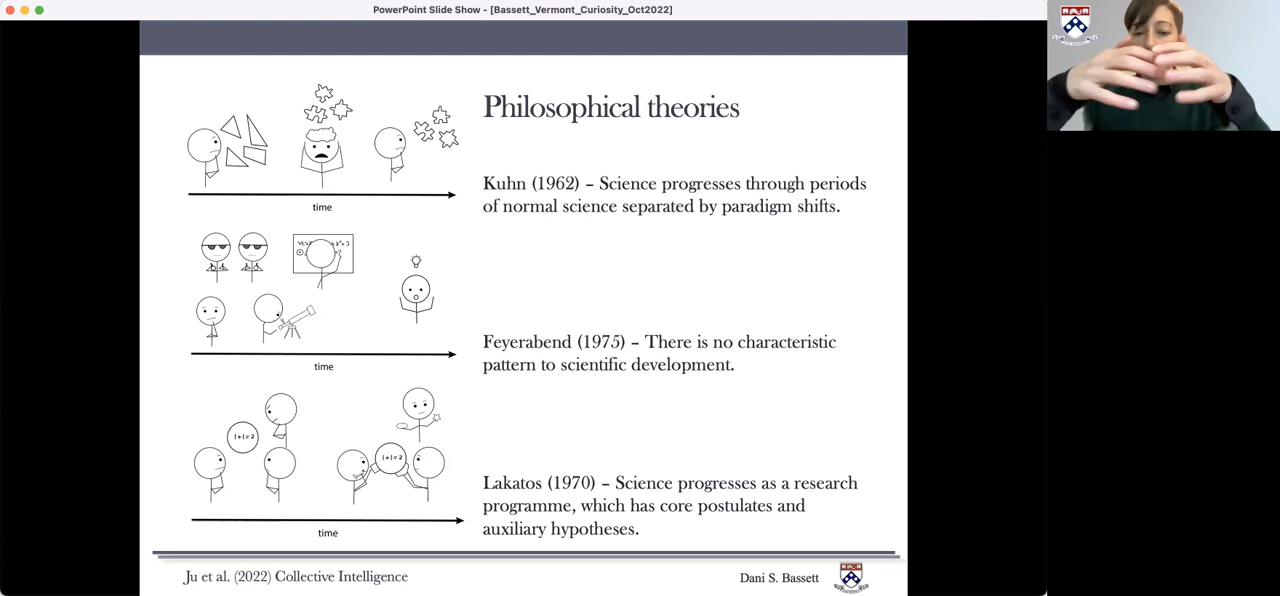 PowerPoint Slide Show - [Bassett_Vermont_Curiosity_Oct2022]
Philosophical theories
time
Kuhn (1962) – Science progresses through periods
of normal science separated by paradigm shifts.
time
Feyerabend (1975) – There is no characteristic
pattern to scientific development.
1+1=2
1+1=2
time
Lakatos (1970) – Science progresses as a research
programme, which has core postulates and
auxiliary hypotheses.
Ju et al. (2022) Collective Intelligence
Dani S. Bassett